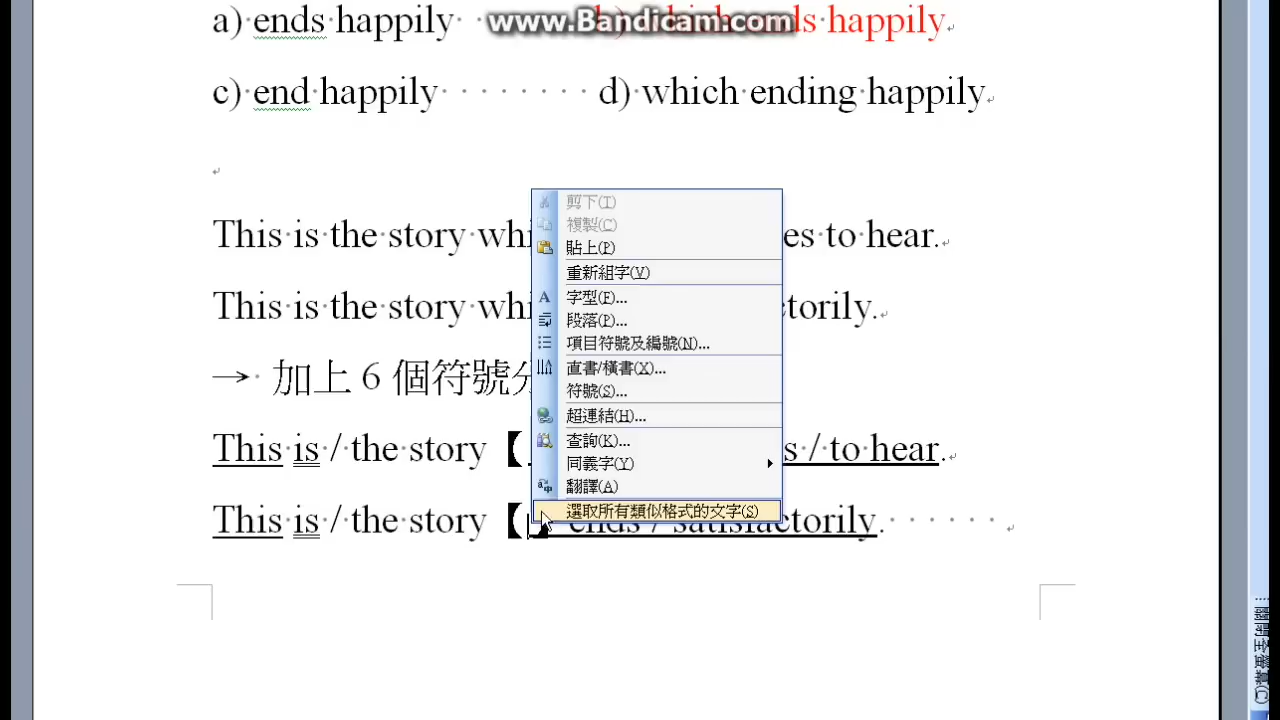 a) ends happily
www.Bandicam.com
happily
c) end happily d) which ending happily
This is the story es to hear.
This is the story torily.
→ 加上 6 個符號
This is / the story 【 s / to hear.
This is / the story 【 ends / satisfactorily.
剪下(T)
複製(C)
貼上(P)
重新組字(V)
字型(F)...
段落(P)...
項目符號及編號(N)...
直書/橫書(X)...
符號(S)...
超連結(H)...
查詢(K)...
同義字(Y)
翻譯(A)
選取所有類似格式的文字(S)